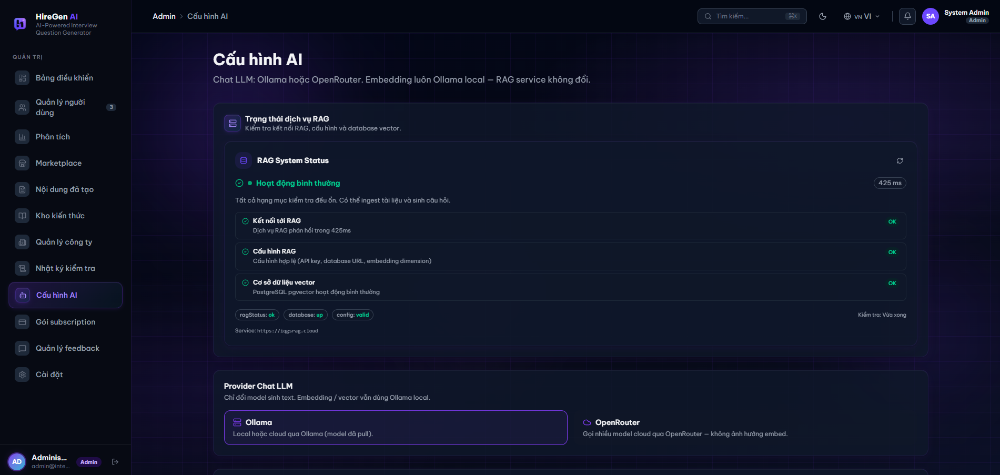 HireGen AI
AI-Powered Interview
Question Generator
QUẢN TRỊ
Bảng điều khiển
Quản lý người
dùng
3
Phân tích
Marketplace
Nội dung đã tạo
Kho kiến thức
Quản lý công ty
Nhật ký kiểm tra
Cấu hình AI
Gói subscription
Quản lý feedback
Cài đặt
AD
Adminis...
admin@inte...
Admin
Admin > Cấu hình AI
Tìm kiếm...
⌘K
VN VI
SA
System Admin
Admin
Cấu hình AI
Chat LLM: Ollama hoặc OpenRouter. Embedding luôn Ollama local — RAG service không đổi.
Trạng thái dịch vụ RAG
Kiểm tra kết nối RAG, cấu hình và database vector.
RAG System Status
Hoạt động bình thường
425 ms
Tất cả hạng mục kiểm tra đều ổn. Có thể ingest tài liệu và sinh câu hỏi.
Kết nối tới RAG
OK
Dịch vụ RAG phản hồi trong 425ms
Cấu hình RAG
OK
Cấu hình hợp lệ (API key, database URL, embedding dimension)
Cơ sở dữ liệu vector
OK
PostgreSQL pgvector hoạt động bình thường
ragStatus: ok
database: up
config: valid
Kiểm tra: Vừa xong
Service: https://iqgsrag.cloud
Provider Chat LLM
Chỉ đổi model sinh text. Embedding / vector vẫn dùng Ollama local.
Ollama
Local hoặc cloud qua Ollama (model đã pull).
OpenRouter
Gọi nhiều model cloud qua OpenRouter — không ảnh hưởng embed.